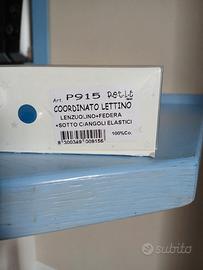 Art. P915 Petit
COORDINATO LETTINO
LENZUOLINO+FEDERA
+SOTTO C/ANGOLI ELASTICI
100%Co.
8 300349 009156
subito